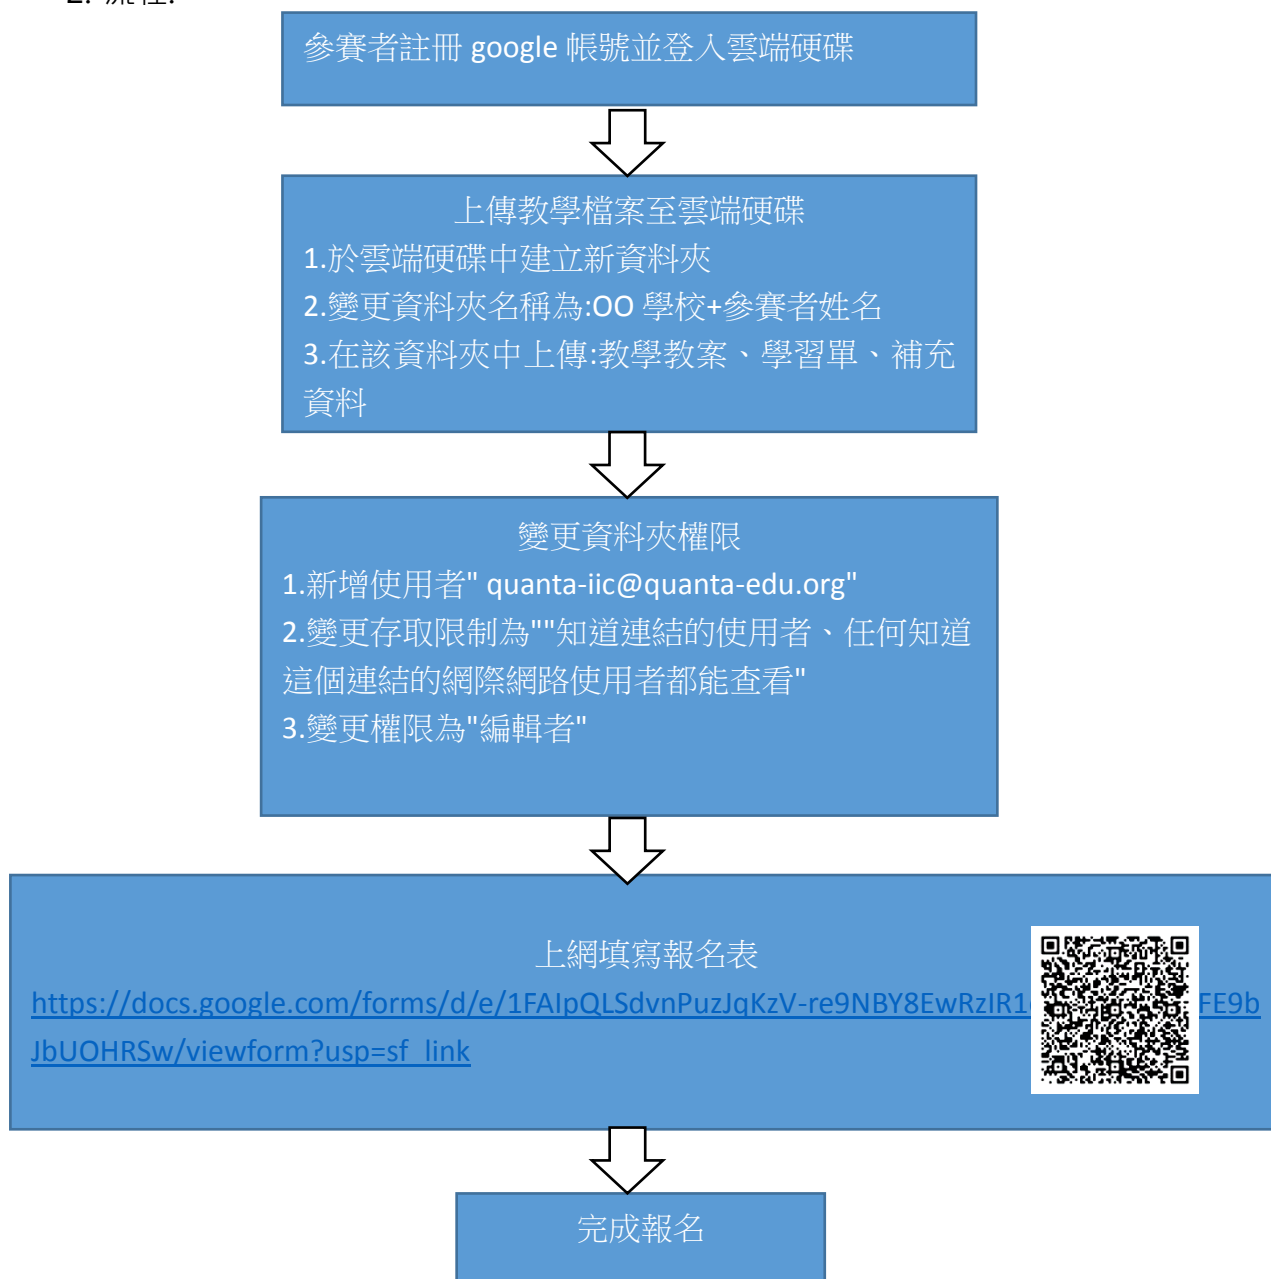 2. 流程:
參賽者註冊 google 帳號並登入雲端硬碟
上傳教學檔案至雲端硬碟
1.於雲端硬碟中建立新資料夾
2.變更資料夾名稱為:OO 學校+參賽者姓名
3.在該資料夾中上傳:教學教案、學習單、補充
資料
變更資料夾權限
1.新增使用者" quanta-iic@quanta-edu.org"
2.變更存取限制為""知道連結的使用者、任何知道
這個連結的網際網路使用者都能查看"
3.變更權限為"編輯者"
上網填寫報名表
https://docs.google.com/forms/d/e/1FAIpQLSdvnPuzJqKzV-re9NBY8EwRzIR1 FE9b
JbUOHRSw/viewform?usp=sf_link
完成報名